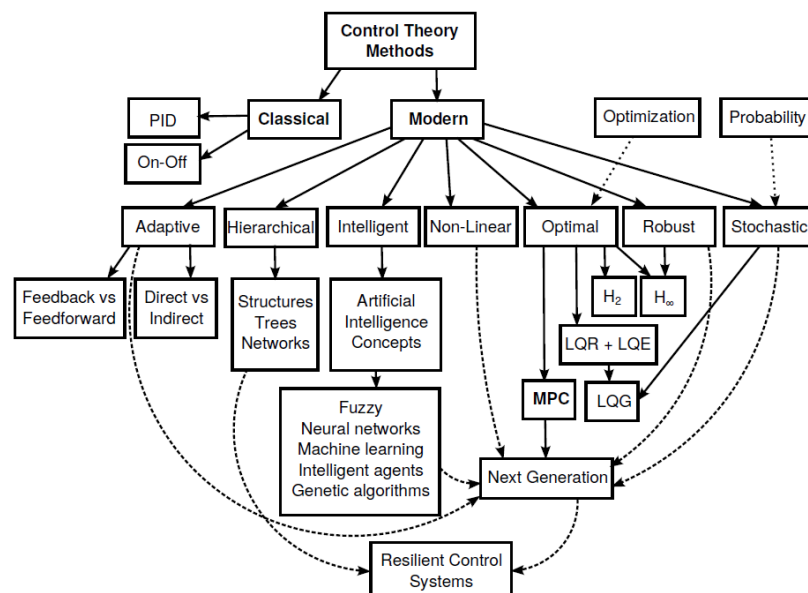 Control Theory
Methods
PID
Classical
Modern
Optimization
Probability
On-Off
Adaptive
Hierarchical
Intelligent
Non-Linear
Optimal
Robust
Stochastic
Feedback vs
Feedforward
Direct vs
Indirect
Structures
Trees
Networks
Artificial
Intelligence
Concepts
H₂
H∞
LQR + LQE
MPC
LQG
Fuzzy
Neural networks
Machine learning
Intelligent agents
Genetic algorithms
Next Generation
Resilient Control
Systems